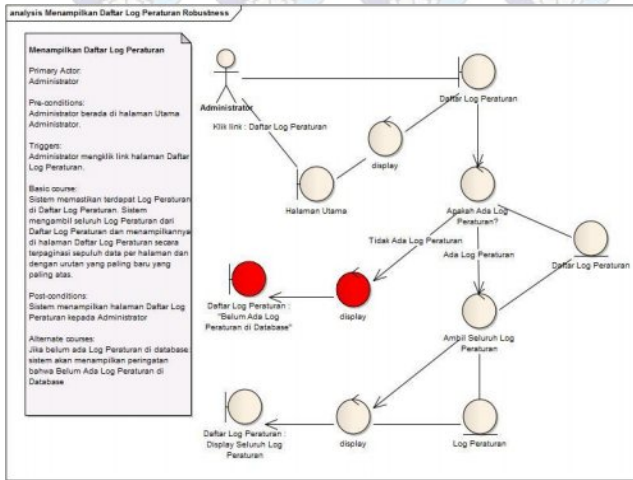 analysis Menampilkan Daftar Log Peraturan Robustness
Menampilkan Daftar Log Peraturan
Primary Actor:
Administrator
Pre-conditions:
Administrator berada di halaman Utama
Administrator.
Triggers:
Administrator mengklik link halaman Daftar
Log Peraturan.
Basic course:
Sistem memastikan terdapat Log Peraturan
di Daftar Log Peraturan. Sistem
mengambil seluruh Log Peraturan dari
Daftar Log Peraturan dan menampilkannya
di halaman Daftar Log Peraturan secara
terpaginasi sepuluh data per halaman dan
dengan urutan yang paling baru yang
paling atas.
Post-conditions:
Sistem menampilkan halaman Daftar Log
Peraturan kepada Administrator
Alternate courses:
Jika belum ada Log Peraturan di database
sistem akan menampilkan peringatan
bahwa Belum Ada Log Peraturan di
Database
Administrator
Daftar Log Peraturan
Klik link : Daftar Log Peraturan
display
Halaman Utama
Apakah Ada Log
Peraturan?
Tidak Ada Log Peraturan
Ada Log Peraturan
Daftar Log Peraturan
Daftar Log Peraturan :
"Belum Ada Log
Peraturan di Database"
display
Ambil Seluruh Log
Peraturan
Daftar Log Peraturan :
Display Seluruh Log
Peraturan
display
Log Peraturan